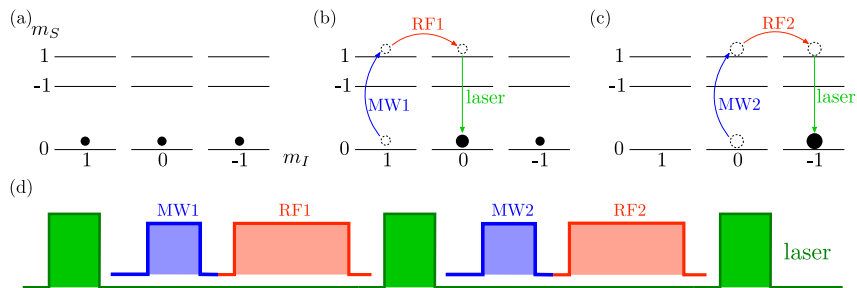 (a) m_S (b) RF1 (c) RF2
1 1 1
-1 -1 -1
MW1 laser MW2 laser
0 0 0
1 0 -1 m_I 1 0 -1 1 0 -1
(d) MW1 RF1 MW2 RF2
laser